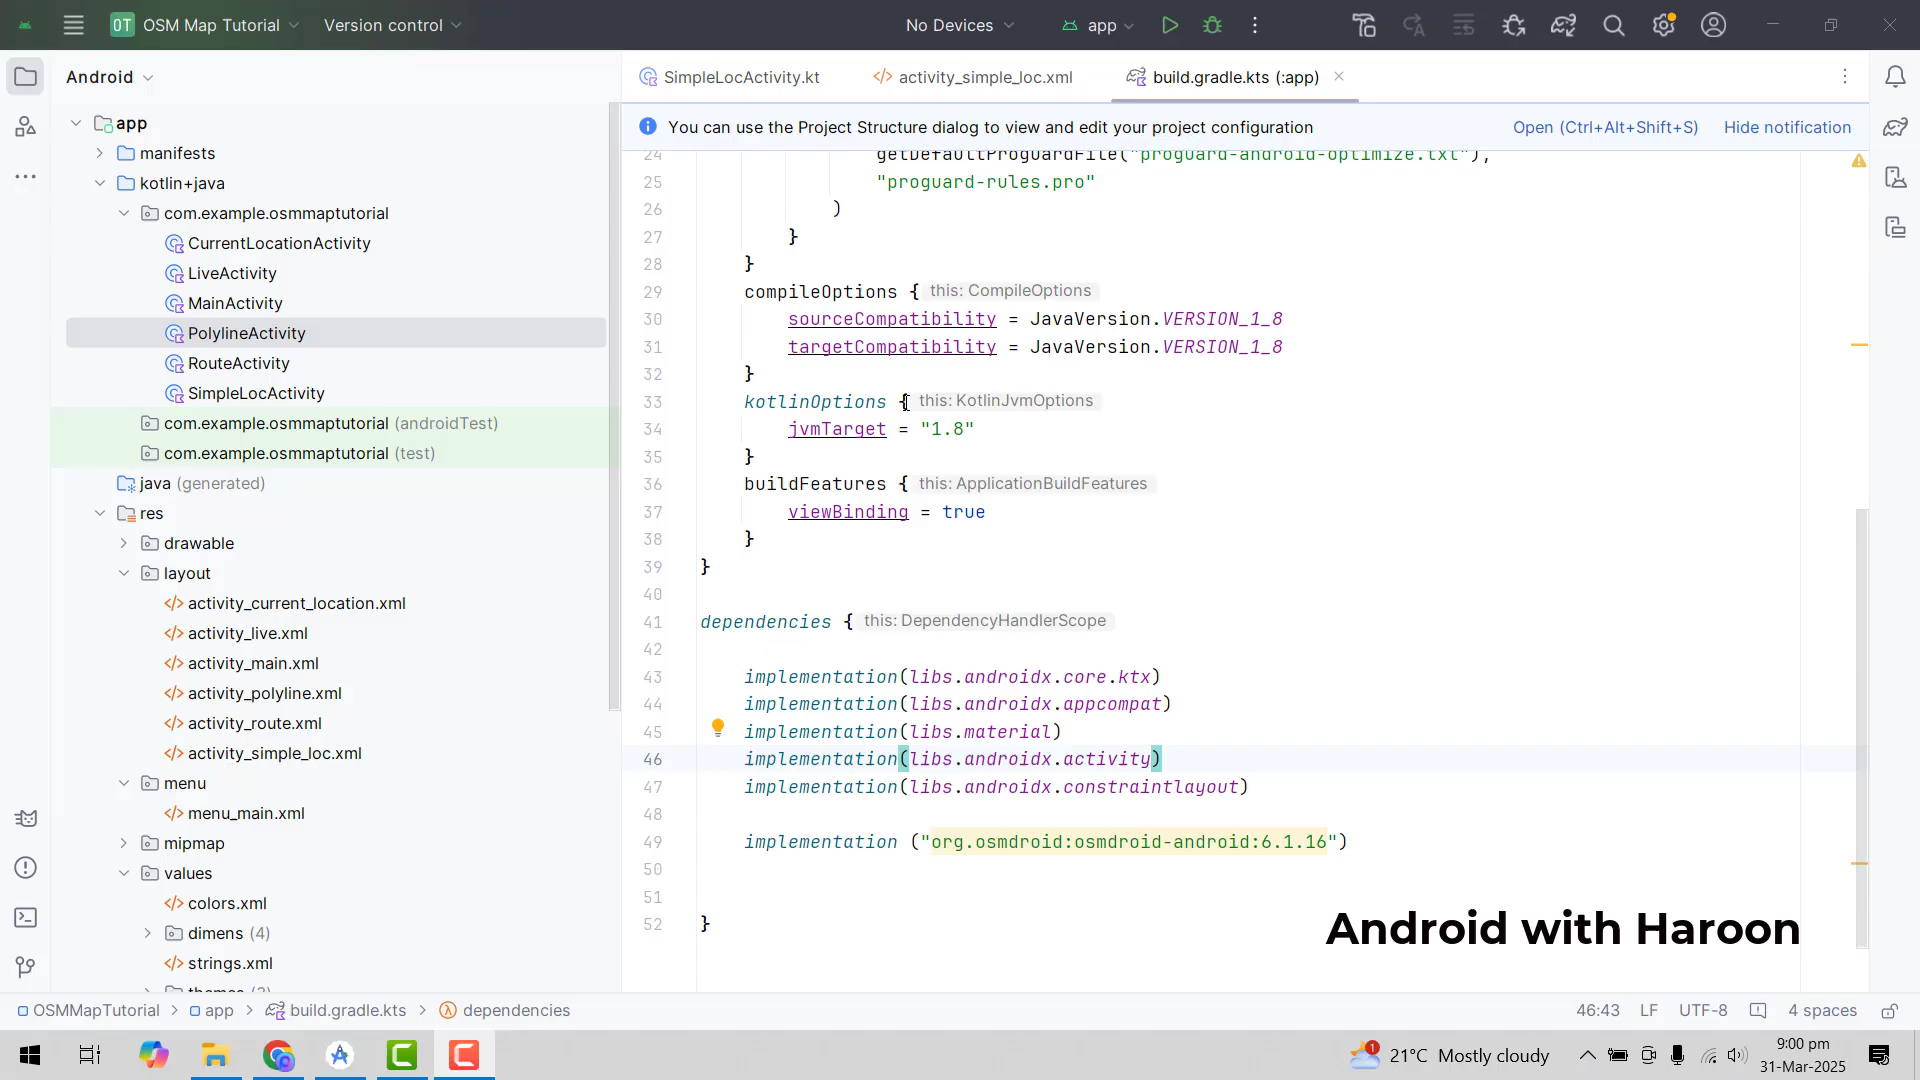 OT OSM Map Tutorial Version control No Devices app
Android
SimpleLocActivity.kt activity_simple_loc.xml build.gradle.kts (:app)
You can use the Project Structure dialog to view and edit your project configuration Open (Ctrl+Alt+Shift+S) Hide notification
app
manifests
kotlin+java
com.example.osmmaptutorial
CurrentLocationActivity
LiveActivity
MainActivity
PolylineActivity
RouteActivity
SimpleLocActivity
com.example.osmmaptutorial (androidTest)
com.example.osmmaptutorial (test)
java (generated)
res
drawable
layout
activity_current_location.xml
activity_live.xml
activity_main.xml
activity_polyline.xml
activity_route.xml
activity_simple_loc.xml
menu
menu_main.xml
mipmap
values
colors.xml
dimens (4)
strings.xml
themes (2)
24 getDefaultProguardFile("proguard-android-optimize.txt"),
25 "proguard-rules.pro"
26 )
27 }
28 }
29 compileOptions { this: CompileOptions
30 sourceCompatibility = JavaVersion.VERSION_1_8
31 targetCompatibility = JavaVersion.VERSION_1_8
32 }
33 kotlinOptions { this: KotlinJvmOptions
34 jvmTarget = "1.8"
35 }
36 buildFeatures { this: ApplicationBuildFeatures
37 viewBinding = true
38 }
39 }
40
41 dependencies { this: DependencyHandlerScope
42
43 implementation(libs.androidx.core.ktx)
44 implementation(libs.androidx.appcompat)
45 implementation(libs.material)
46 implementation(libs.androidx.activity)
47 implementation(libs.androidx.constraintlayout)
48
49 implementation ("org.osmdroid:osmdroid-android:6.1.16")
50
51
52 }
Android with Haroon
OSMMapTutorial > app > build.gradle.kts > dependencies 46:43 LF UTF-8 4 spaces
1 21°C Mostly cloudy 9:00 pm
31-Mar-2025